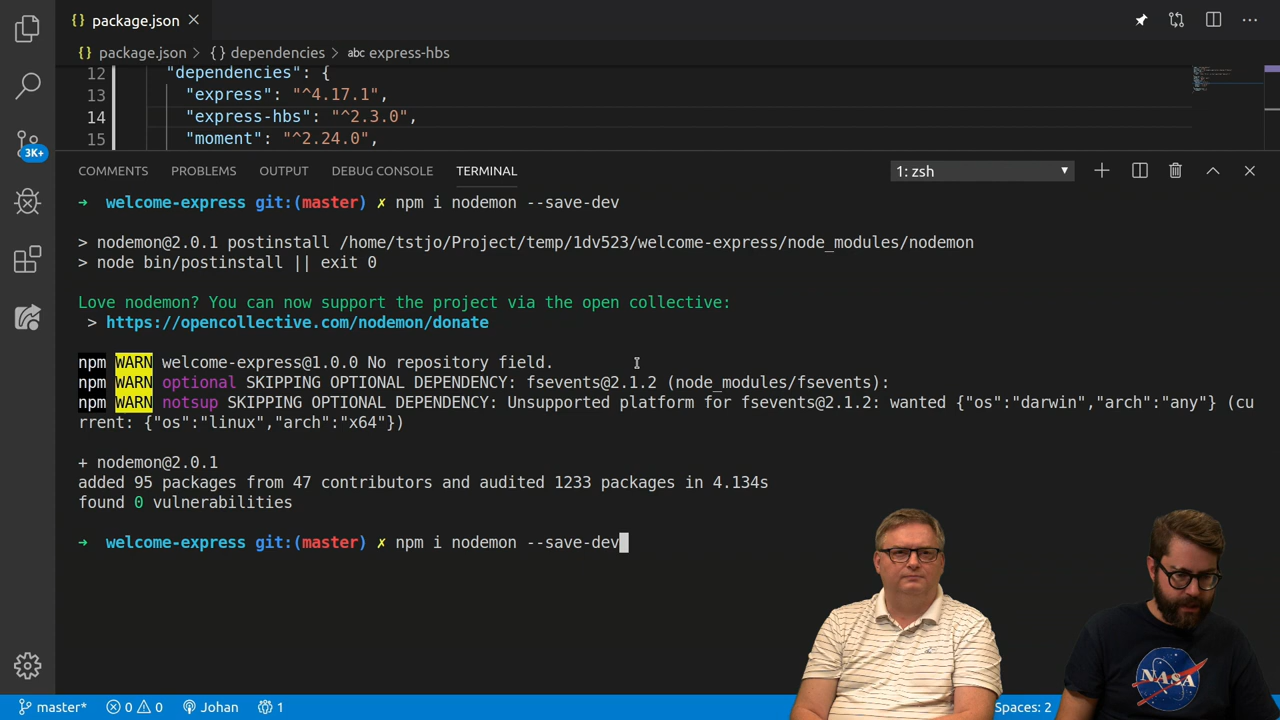 package.json
package.json > dependencies > abc express-hbs
12 "dependencies": {
13 "express": "^4.17.1",
14 "express-hbs": "^2.3.0",
15 "moment": "^2.24.0",
3K+
COMMENTS PROBLEMS OUTPUT DEBUG CONSOLE TERMINAL 1: zsh
→ welcome-express git:(master) ✗ npm i nodemon --save-dev
> nodemon@2.0.1 postinstall /home/tstjo/Project/temp/1dv523/welcome-express/node_modules/nodemon
> node bin/postinstall || exit 0
Love nodemon? You can now support the project via the open collective:
> https://opencollective.com/nodemon/donate
npm WARN welcome-express@1.0.0 No repository field.
npm WARN optional SKIPPING OPTIONAL DEPENDENCY: fsevents@2.1.2 (node_modules/fsevents):
npm WARN notsup SKIPPING OPTIONAL DEPENDENCY: Unsupported platform for fsevents@2.1.2: wanted {"os":"darwin","arch":"any"} (cu
rrent: {"os":"linux","arch":"x64"})
+ nodemon@2.0.1
added 95 packages from 47 contributors and audited 1233 packages in 4.134s
found 0 vulnerabilities
→ welcome-express git:(master) ✗ npm i nodemon --save-dev
NASA
master* 0 0 Johan 1 Spaces: 2